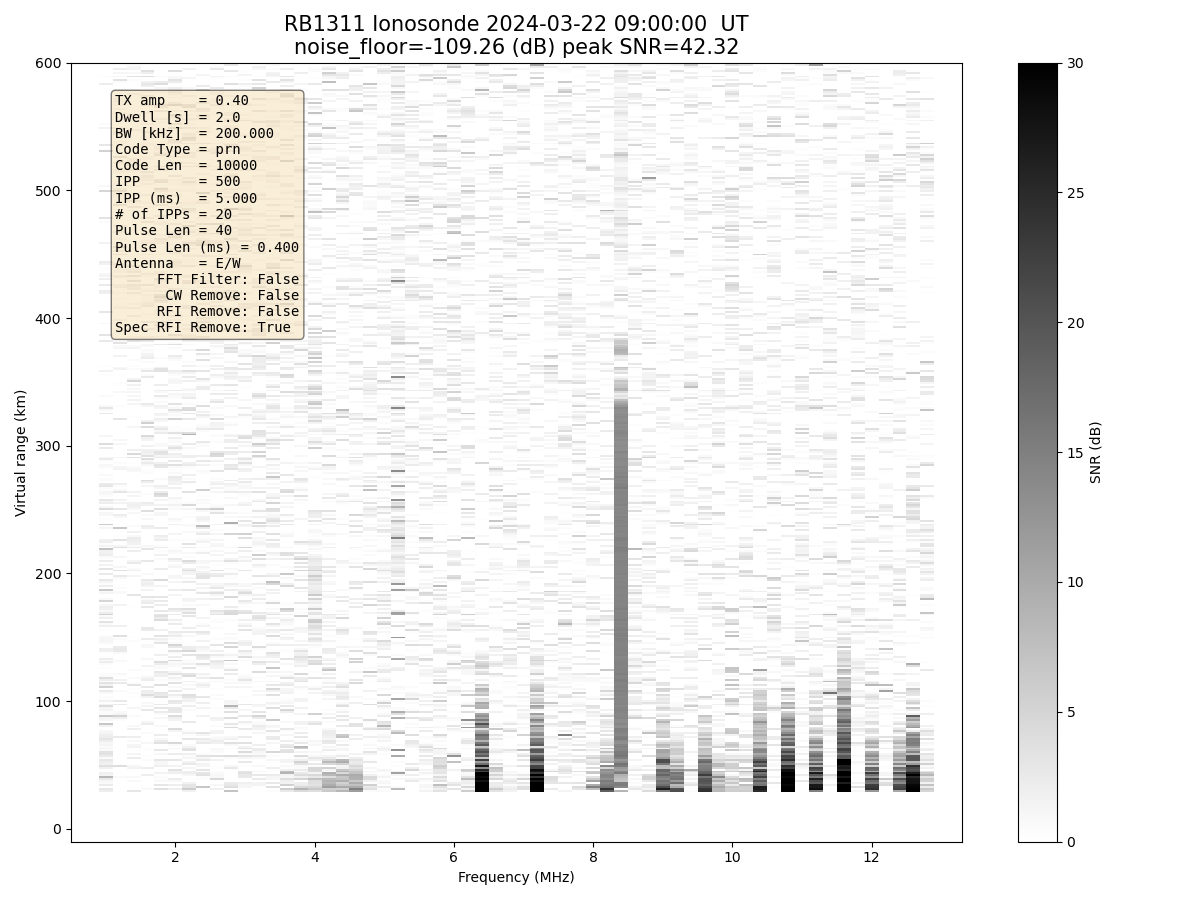 RB1311 Ionosonde 2024-03-22 09:00:00  UT
noise_floor=-109.26 (dB) peak SNR=42.32
600
500
400
300
200
100
0
Virtual range (km)
TX amp    = 0.40
Dwell [s] = 2.0
BW [kHz]  = 200.000
Code Type = prn
Code Len  = 10000
IPP       = 500
IPP (ms)  = 5.000
# of IPPs = 20
Pulse Len = 40
Pulse Len (ms) = 0.400
Antenna   = E/W
FFT Filter: False
CW Remove: False
RFI Remove: False
Spec RFI Remove: True
2 4 6 8 10 12
Frequency (MHz)
30
25
20
15
10
5
0
SNR (dB)